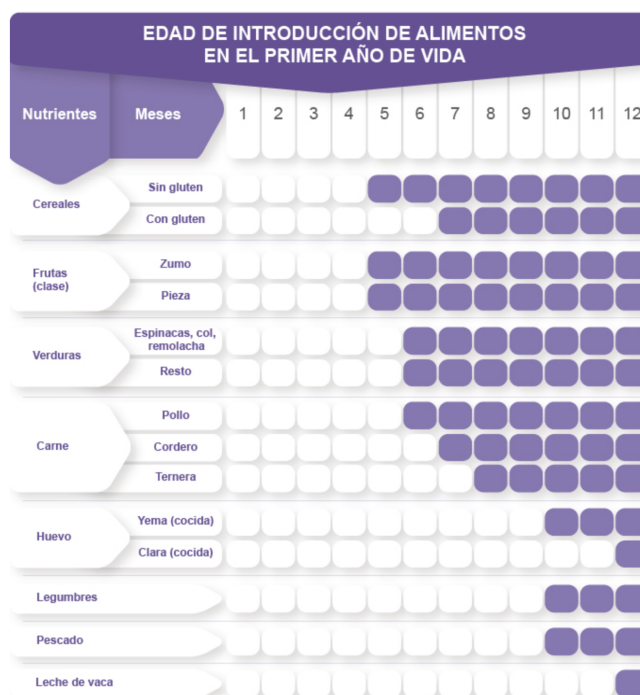 EDAD DE INTRODUCCIÓN DE ALIMENTOS
EN EL PRIMER AÑO DE VIDA
Nutrientes Meses 1 2 3 4 5 6 7 8 9 10 11 12
Cereales
Sin gluten
Con gluten
Frutas
(clase)
Zumo
Pieza
Verduras
Espinacas, col,
remolacha
Resto
Carne
Pollo
Cordero
Ternera
Huevo
Yema (cocida)
Clara (cocida)
Legumbres
Pescado
Leche de vaca